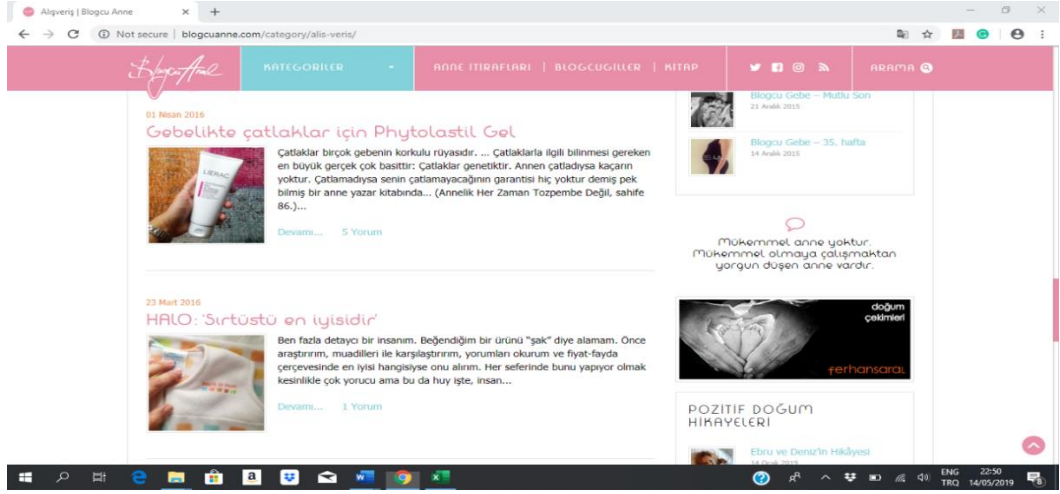 Alışveriş | Blogcu Anne
Not secure | blogcuanne.com/category/alis-veris/
Blogcu Anne
KATEGORİLER
ANNE İTİRAFLARI | BLOGCUGİLLER | KİTAP
ARAMA
01 Nisan 2016
Gebelikte çatlaklar için Phytolastil Gel
LIERAC
Çatlaklar birçok gebenin korkulu rüyasıdır. ... Çatlaklarla ilgili bilinmesi gereken
en büyük gerçek çok basittir: Çatlaklar genetiktir. Annen çatladıysa kaçarın
yoktur. Çatlamadıysa senin çatlamayacağının garantisi hiç yoktur demiş pek
bilmiş bir anne yazar kitabında... (Annelik Her Zaman Tozpembe Değil, sahife
86.)...
Devamı... 5 Yorum
23 Mart 2016
HALO: 'Sırtüstü en iyisidir'
Ben fazla detaycı bir insanım. Beğendiğim bir ürünü "şak" diye alamam. Önce
araştırırım, muadilleri ile karşılaştırırım, yorumları okurum ve fiyat-fayda
çerçevesinde en iyisi hangisiyse onu alırım. Her seferinde bunu yapıyor olmak
kesinlikle çok yorucu ama bu da huy işte, insan...
Devamı... 1 Yorum
Blogcu Gebe – Mutlu Son
21 Aralık 2015
Blogcu Gebe – 35. hafta
14 Aralık 2015
Mükemmel anne yoktur.
Mükemmel olmaya çalışmaktan
yorgun düşen anne vardır.
doğum
çekimleri
ferhansaral
POZİTİF DOĞUM
HİKAYELERİ
Ebru ve Deniz'in Hikâyesi
14 Ocak 2015
ENG 22:50
TRQ 14/05/2019